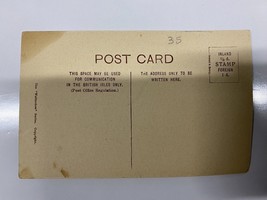 35
POST CARD
THIS SPACE MAY BE USED
FOR COMMUNICATION
IN THE BRITISH ISLES ONLY.
(Post Office Regulation.)
THE ADDRESS ONLY TO BE
WRITTEN HERE.
INLAND
STAMP
FOREIGN